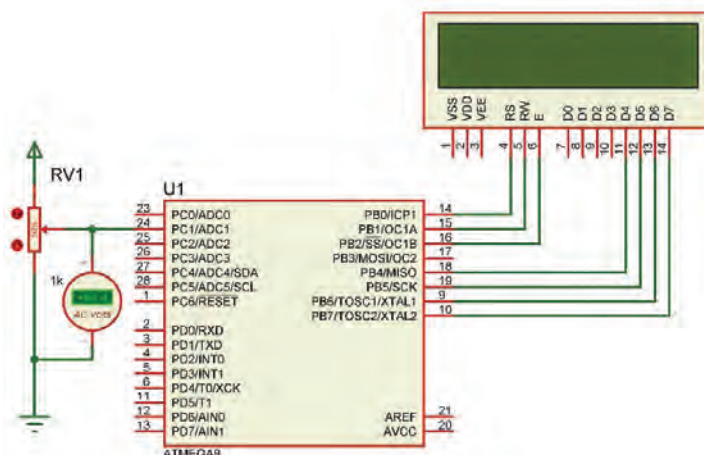 VSS VDD VEE RS RW E D0 D1 D2 D3 D4 D5 D6 D7
1 2 3 4 5 6 7 8 9 10 11 12 13 14
RV1
1k
AC Volts
U1
23 PC0/ADC0 PB0/ICP1 14
24 PC1/ADC1 PB1/OC1A 15
25 PC2/ADC2 PB2/SS/OC1B 16
26 PC3/ADC3 PB3/MOSI/OC2 17
27 PC4/ADC4/SDA PB4/MISO 18
28 PC5/ADC5/SCL PB5/SCK 19
1 PC6/RESET PB6/TOSC1/XTAL1 9
PB7/TOSC2/XTAL2 10
2 PD0/RXD
3 PD1/TXD
4 PD2/INT0
5 PD3/INT1
6 PD4/T0/XCK
11 PD5/T1
12 PD6/AIN0 AREF 21
13 PD7/AIN1 AVCC 20
ATMEGA8